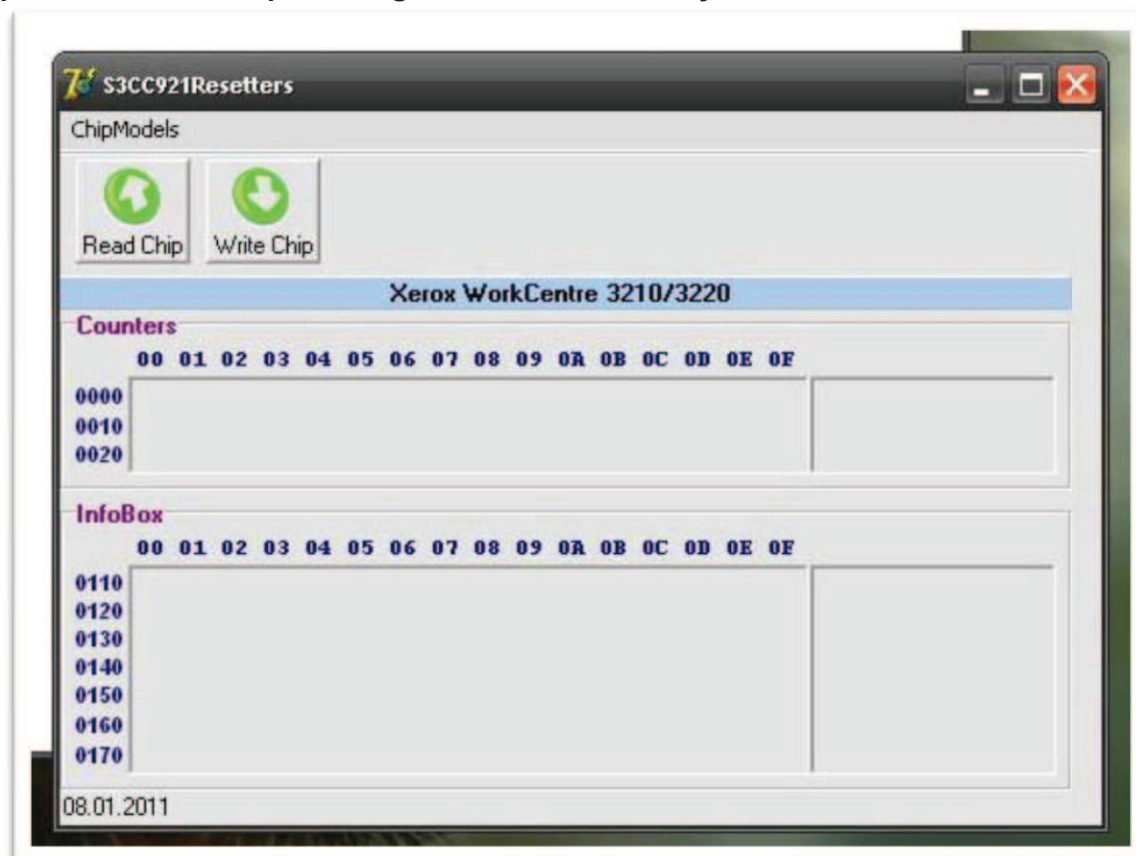 S3CC921Resetters
ChipModels
Read Chip Write Chip
Xerox WorkCentre 3210/3220
Counters
00 01 02 03 04 05 06 07 08 09 0A 0B 0C 0D 0E 0F
0000
0010
0020
InfoBox
00 01 02 03 04 05 06 07 08 09 0A 0B 0C 0D 0E 0F
0110
0120
0130
0140
0150
0160
0170
08.01.2011